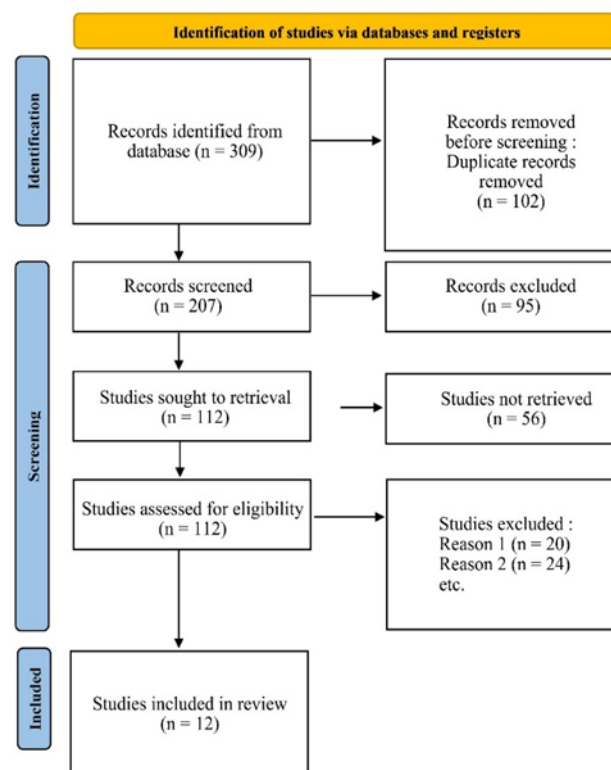 Identification of studies via databases and registers
Identification
Records identified from
database (n = 309)
Records removed
before screening :
Duplicate records
removed
(n = 102)
Screening
Records screened
(n = 207)
Records excluded
(n = 95)
Studies sought to retrieval
(n = 112)
Studies not retrieved
(n = 56)
Studies assessed for eligibility
(n = 112)
Studies excluded :
Reason 1 (n = 20)
Reason 2 (n = 24)
etc.
Included
Studies included in review
(n = 12)